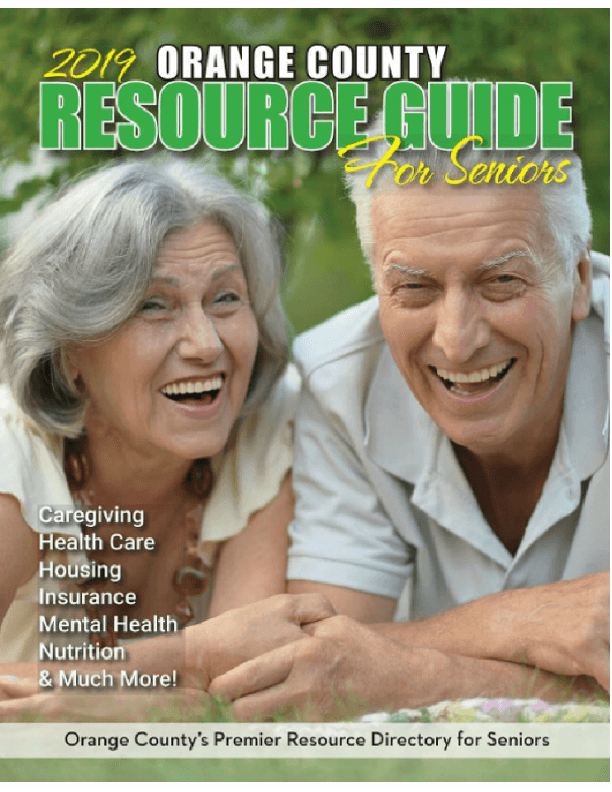 2019 ORANGE COUNTY
RESOURCE GUIDE
For Seniors
Caregiving
Health Care
Housing
Insurance
Mental Health
Nutrition
& Much More!
Orange County's Premier Resource Directory for Seniors